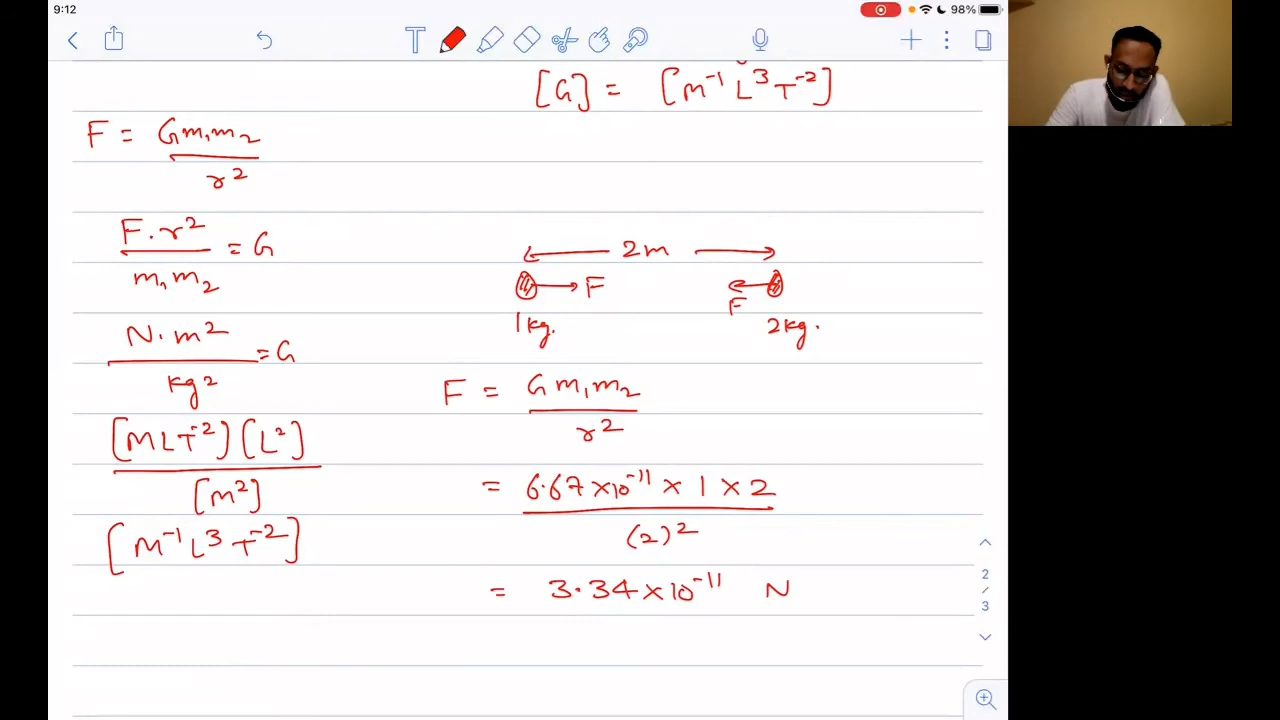 9:12
98%
T
[G] = [M⁻¹ L³ T⁻²]
F = Gm₁m₂
r²
F · r² = G
m₁m₂
N · m² = G
kg²
[MLT⁻²) (L²]
[m²]
[M⁻¹ L³ T⁻²]
2m
F
F
1kg.
2kg.
F = Gm₁m₂
r²
= 6.67 × 10⁻¹¹ × 1 × 2
(2)²
= 3.34 × 10⁻¹¹ N
2
/
3